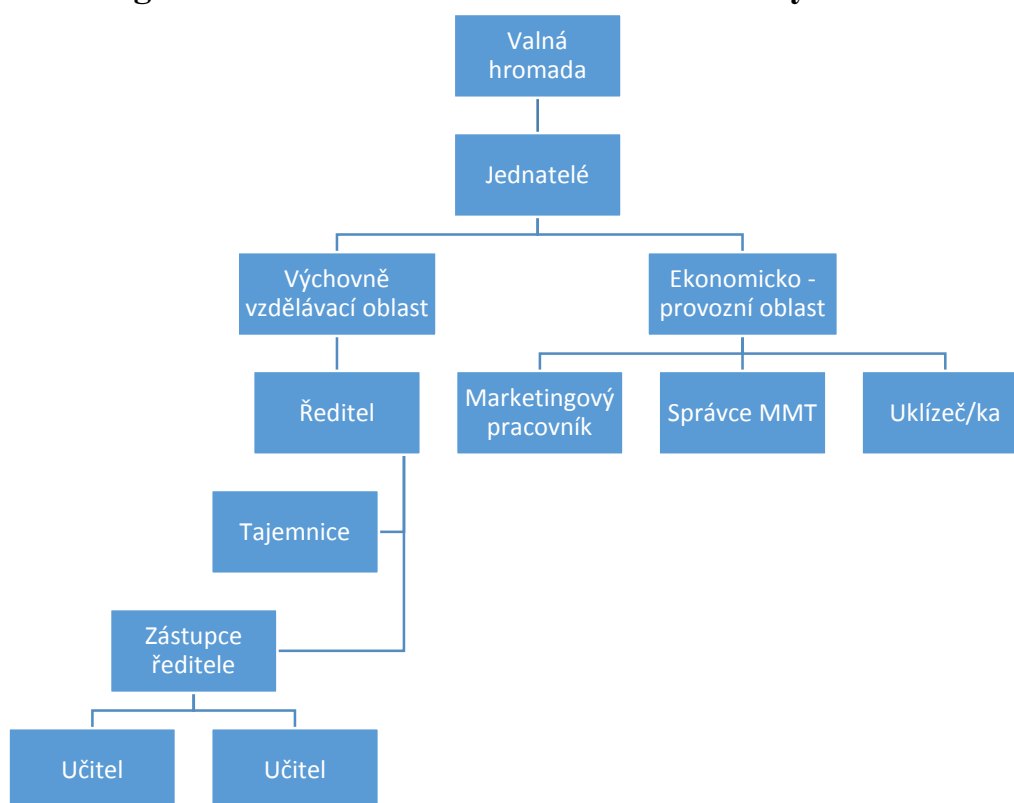 Valná
hromada
Jednatelé
Výchovně
vzdělávací oblast
Ekonomicko -
provozní oblast
Ředitel
Marketingový
pracovník
Správce MMT
Uklízeč/ka
Tajemnice
Zástupce
ředitele
Učitel
Učitel